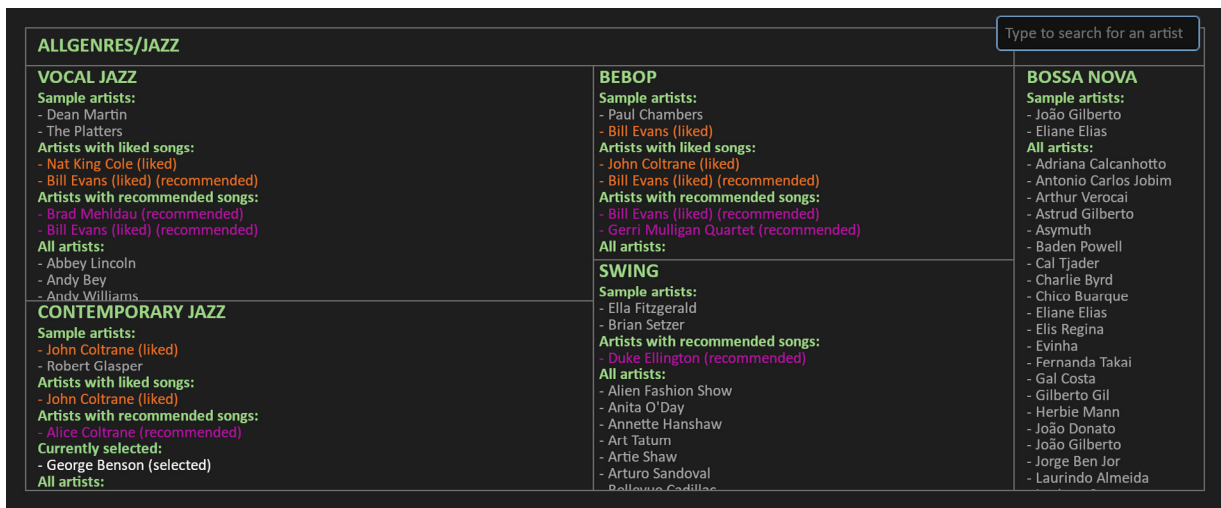 Type to search for an artist
ALLGENRES/JAZZ
VOCAL JAZZ
Sample artists:
- Dean Martin
- The Platters
Artists with liked songs:
- Nat King Cole (liked)
- Bill Evans (liked) (recommended)
Artists with recommended songs:
- Brad Mehldau (recommended)
- Bill Evans (liked) (recommended)
All artists:
- Abbey Lincoln
- Andy Bey
- Andy Williams
CONTEMPORARY JAZZ
Sample artists:
- John Coltrane (liked)
- Robert Glasper
Artists with liked songs:
- John Coltrane (liked)
Artists with recommended songs:
- Alice Coltrane (recommended)
Currently selected:
- George Benson (selected)
All artists:
BEBOP
Sample artists:
- Paul Chambers
- Bill Evans (liked)
Artists with liked songs:
- John Coltrane (liked)
- Bill Evans (liked) (recommended)
Artists with recommended songs:
- Bill Evans (liked) (recommended)
- Gerri Mulligan Quartet (recommended)
All artists:
SWING
Sample artists:
- Ella Fitzgerald
- Brian Setzer
Artists with recommended songs:
- Duke Ellington (recommended)
All artists:
- Alien Fashion Show
- Anita O'Day
- Annette Hanshaw
- Art Tatum
- Artie Shaw
- Arturo Sandoval
- Bellevue Cadillac
BOSSA NOVA
Sample artists:
- João Gilberto
- Eliane Elias
All artists:
- Adriana Calcanhotto
- Antonio Carlos Jobim
- Arthur Verocai
- Astrud Gilberto
- Asymuth
- Baden Powell
- Cal Tjader
- Charlie Byrd
- Chico Buarque
- Eliane Elias
- Elis Regina
- Evinha
- Fernanda Takai
- Gal Costa
- Gilberto Gil
- Herbie Mann
- João Donato
- João Gilberto
- Jorge Ben Jor
- Laurindo Almeida